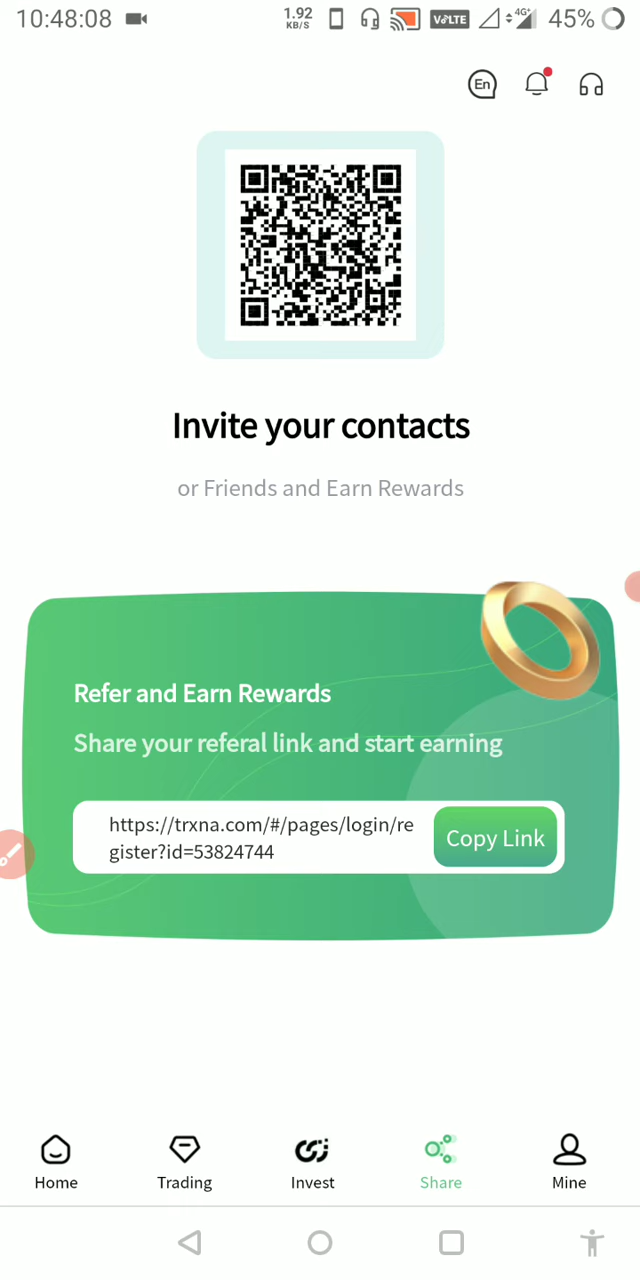 10:48:08
1.92
KB/S
VoLTE
4G+
45%
En
Invite your contacts
or Friends and Earn Rewards
Refer and Earn Rewards
Share your referal link and start earning
https://trxna.com/#/pages/login/re
gister?id=53824744
Copy Link
Home
Trading
Invest
Share
Mine